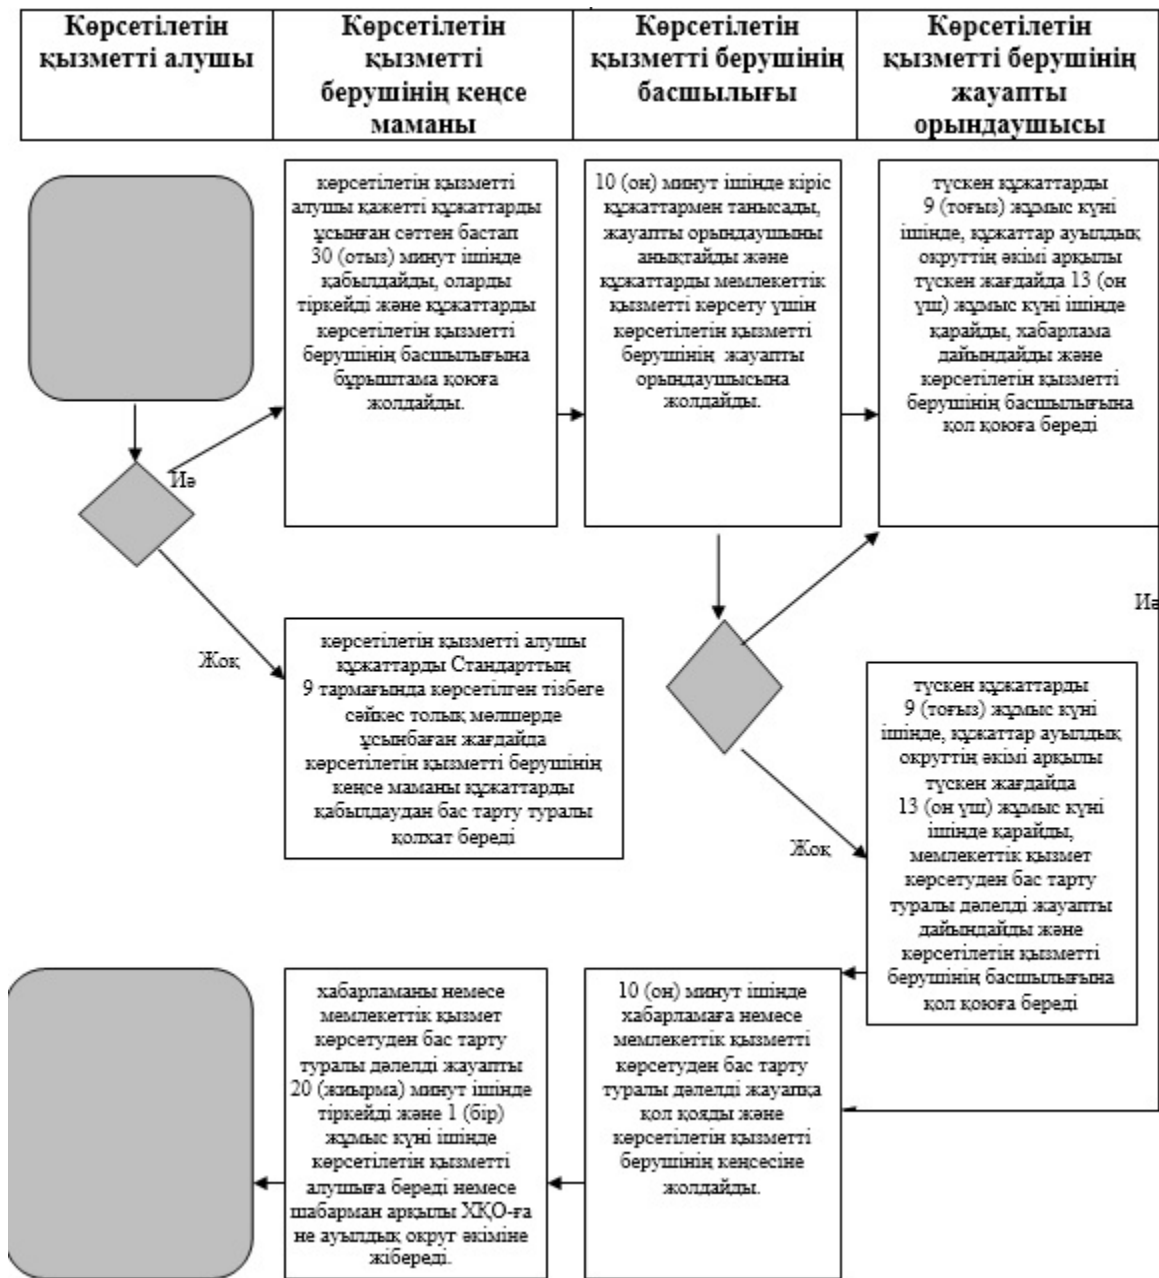 Көрсетілетін
қызметті алушы
Көрсетілетін
қызметті
берушінің кеңсе
маманы
Көрсетілетін
қызметті берушінің
басшылығы
Көрсетілетін
қызметті берушінің
жауапты
орындаушысы
көрсетілетін қызметті
алушы қажетті құжаттарды
ұсынған сәттен бастап
30 (отыз) минут ішінде
қабылдайды, оларды
тіркейді және құжаттарды
көрсетілетін қызметті
берушінің басшылығына
бұрыштама қоюға
жолдайды.
10 (он) минут ішінде кіріс
құжаттармен танысады,
жауапты орындаушыны
анықтайды және
құжаттарды мемлекеттік
қызметті көрсету үшін
көрсетілетін қызметті
берушінің жауапты
орындаушысына
жолдайды.
түскен құжаттарды
9 (тоғыз) жұмыс күні
ішінде, құжаттар ауылдық
округтің әкімі арқылы
түскен жағдайда 13 (он
үш) жұмыс күні ішінде
қарайды, хабарлама
дайындайды және
көрсетілетін қызметті
берушінің басшылығына
қол қоюға береді
Иә
Иә
Жоқ
көрсетілетін қызметті алушы
құжаттарды Стандарттың
9 тармағында көрсетілген тізбеге
сәйкес толық мөлшерде
ұсынбаған жағдайда
көрсетілетін қызметті берушінің
кеңсе маманы құжаттарды
қабылдаудан бас тарту туралы
қолхат береді
Жоқ
түскен құжаттарды
9 (тоғыз) жұмыс күні
ішінде, құжаттар ауылдық
округтің әкімі арқылы
түскен жағдайда
13 (он үш) жұмыс күні
ішінде қарайды,
мемлекеттік қызмет
көрсетуден бас тарту
туралы дәлелді жауапты
дайындайды және
көрсетілетін қызметті
берушінің басшылығына
қол қоюға береді
хабарламаны немесе
мемлекеттік қызмет
көрсетуден бас тарту
туралы дәлелді жауапты
20 (жиырма) минут ішінде
тіркейді және 1 (бір)
жұмыс күні ішінде
көрсетілетін қызметті
алушыға береді немесе
шабарман арқылы ХҚО-ға
не ауылдық округ әкіміне
жібереді.
10 (он) минут ішінде
хабарламаға немесе
мемлекеттік қызметті
көрсетуден бас тарту
туралы дәлелді жауапқа
қол қояды және
көрсетілетін қызметті
берушінің кеңсесіне
жолдайды.